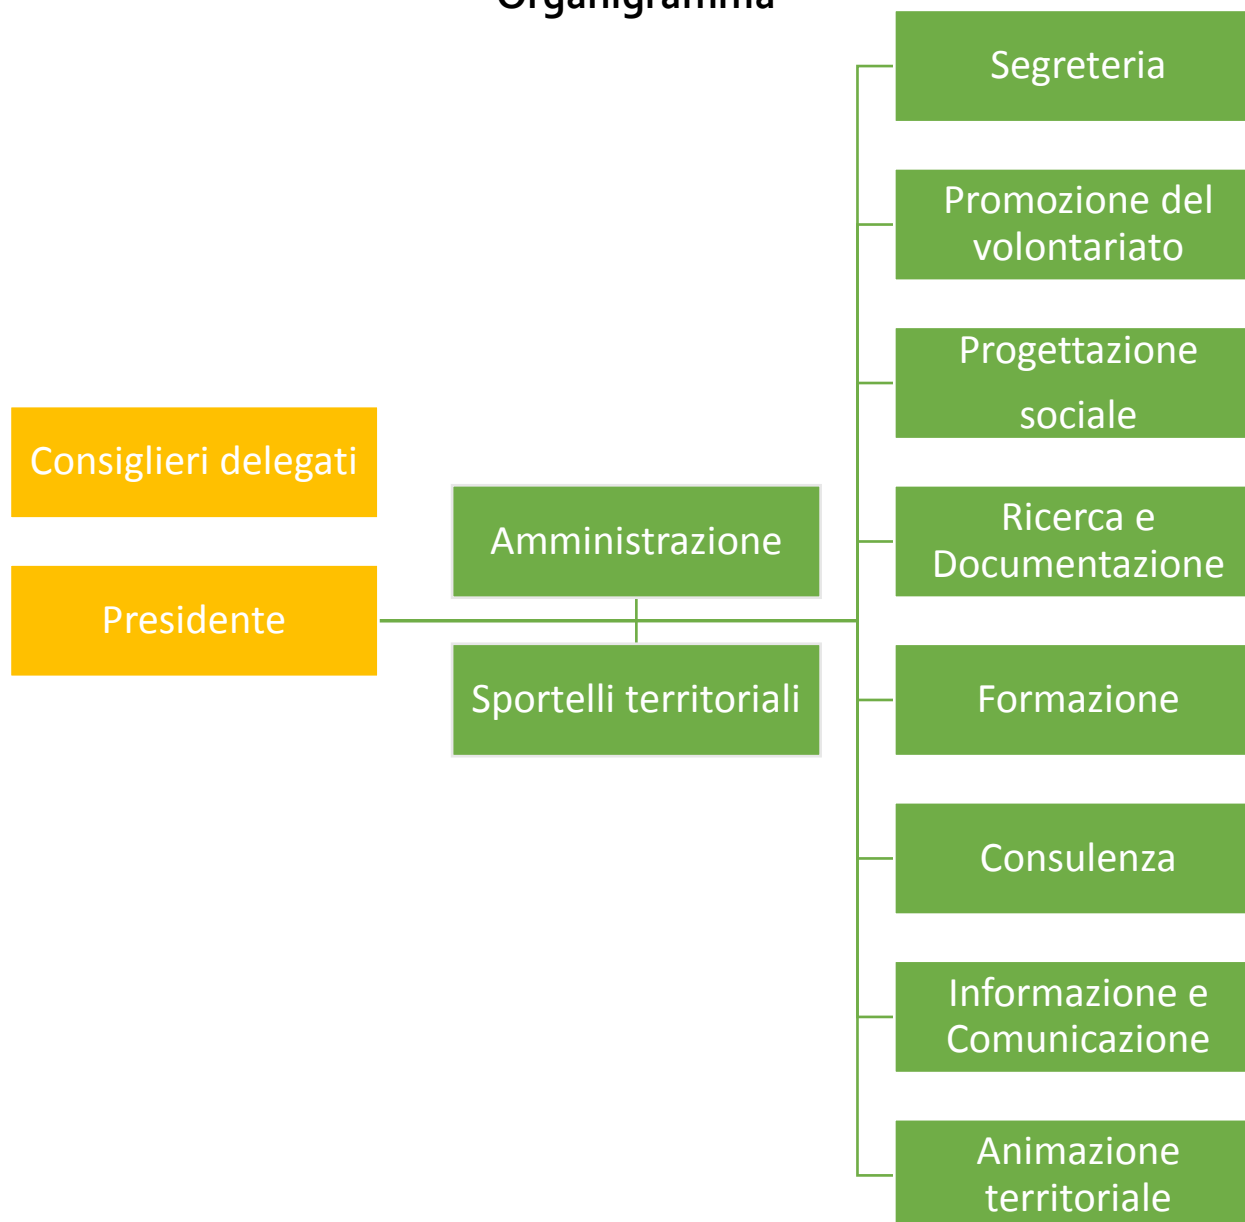 Organigramma
Segreteria
Promozione del
volontariato
Progettazione
sociale
Consiglieri delegati
Amministrazione
Ricerca e
Documentazione
Presidente
Sportelli territoriali
Formazione
Consulenza
Informazione e
Comunicazione
Animazione
territoriale